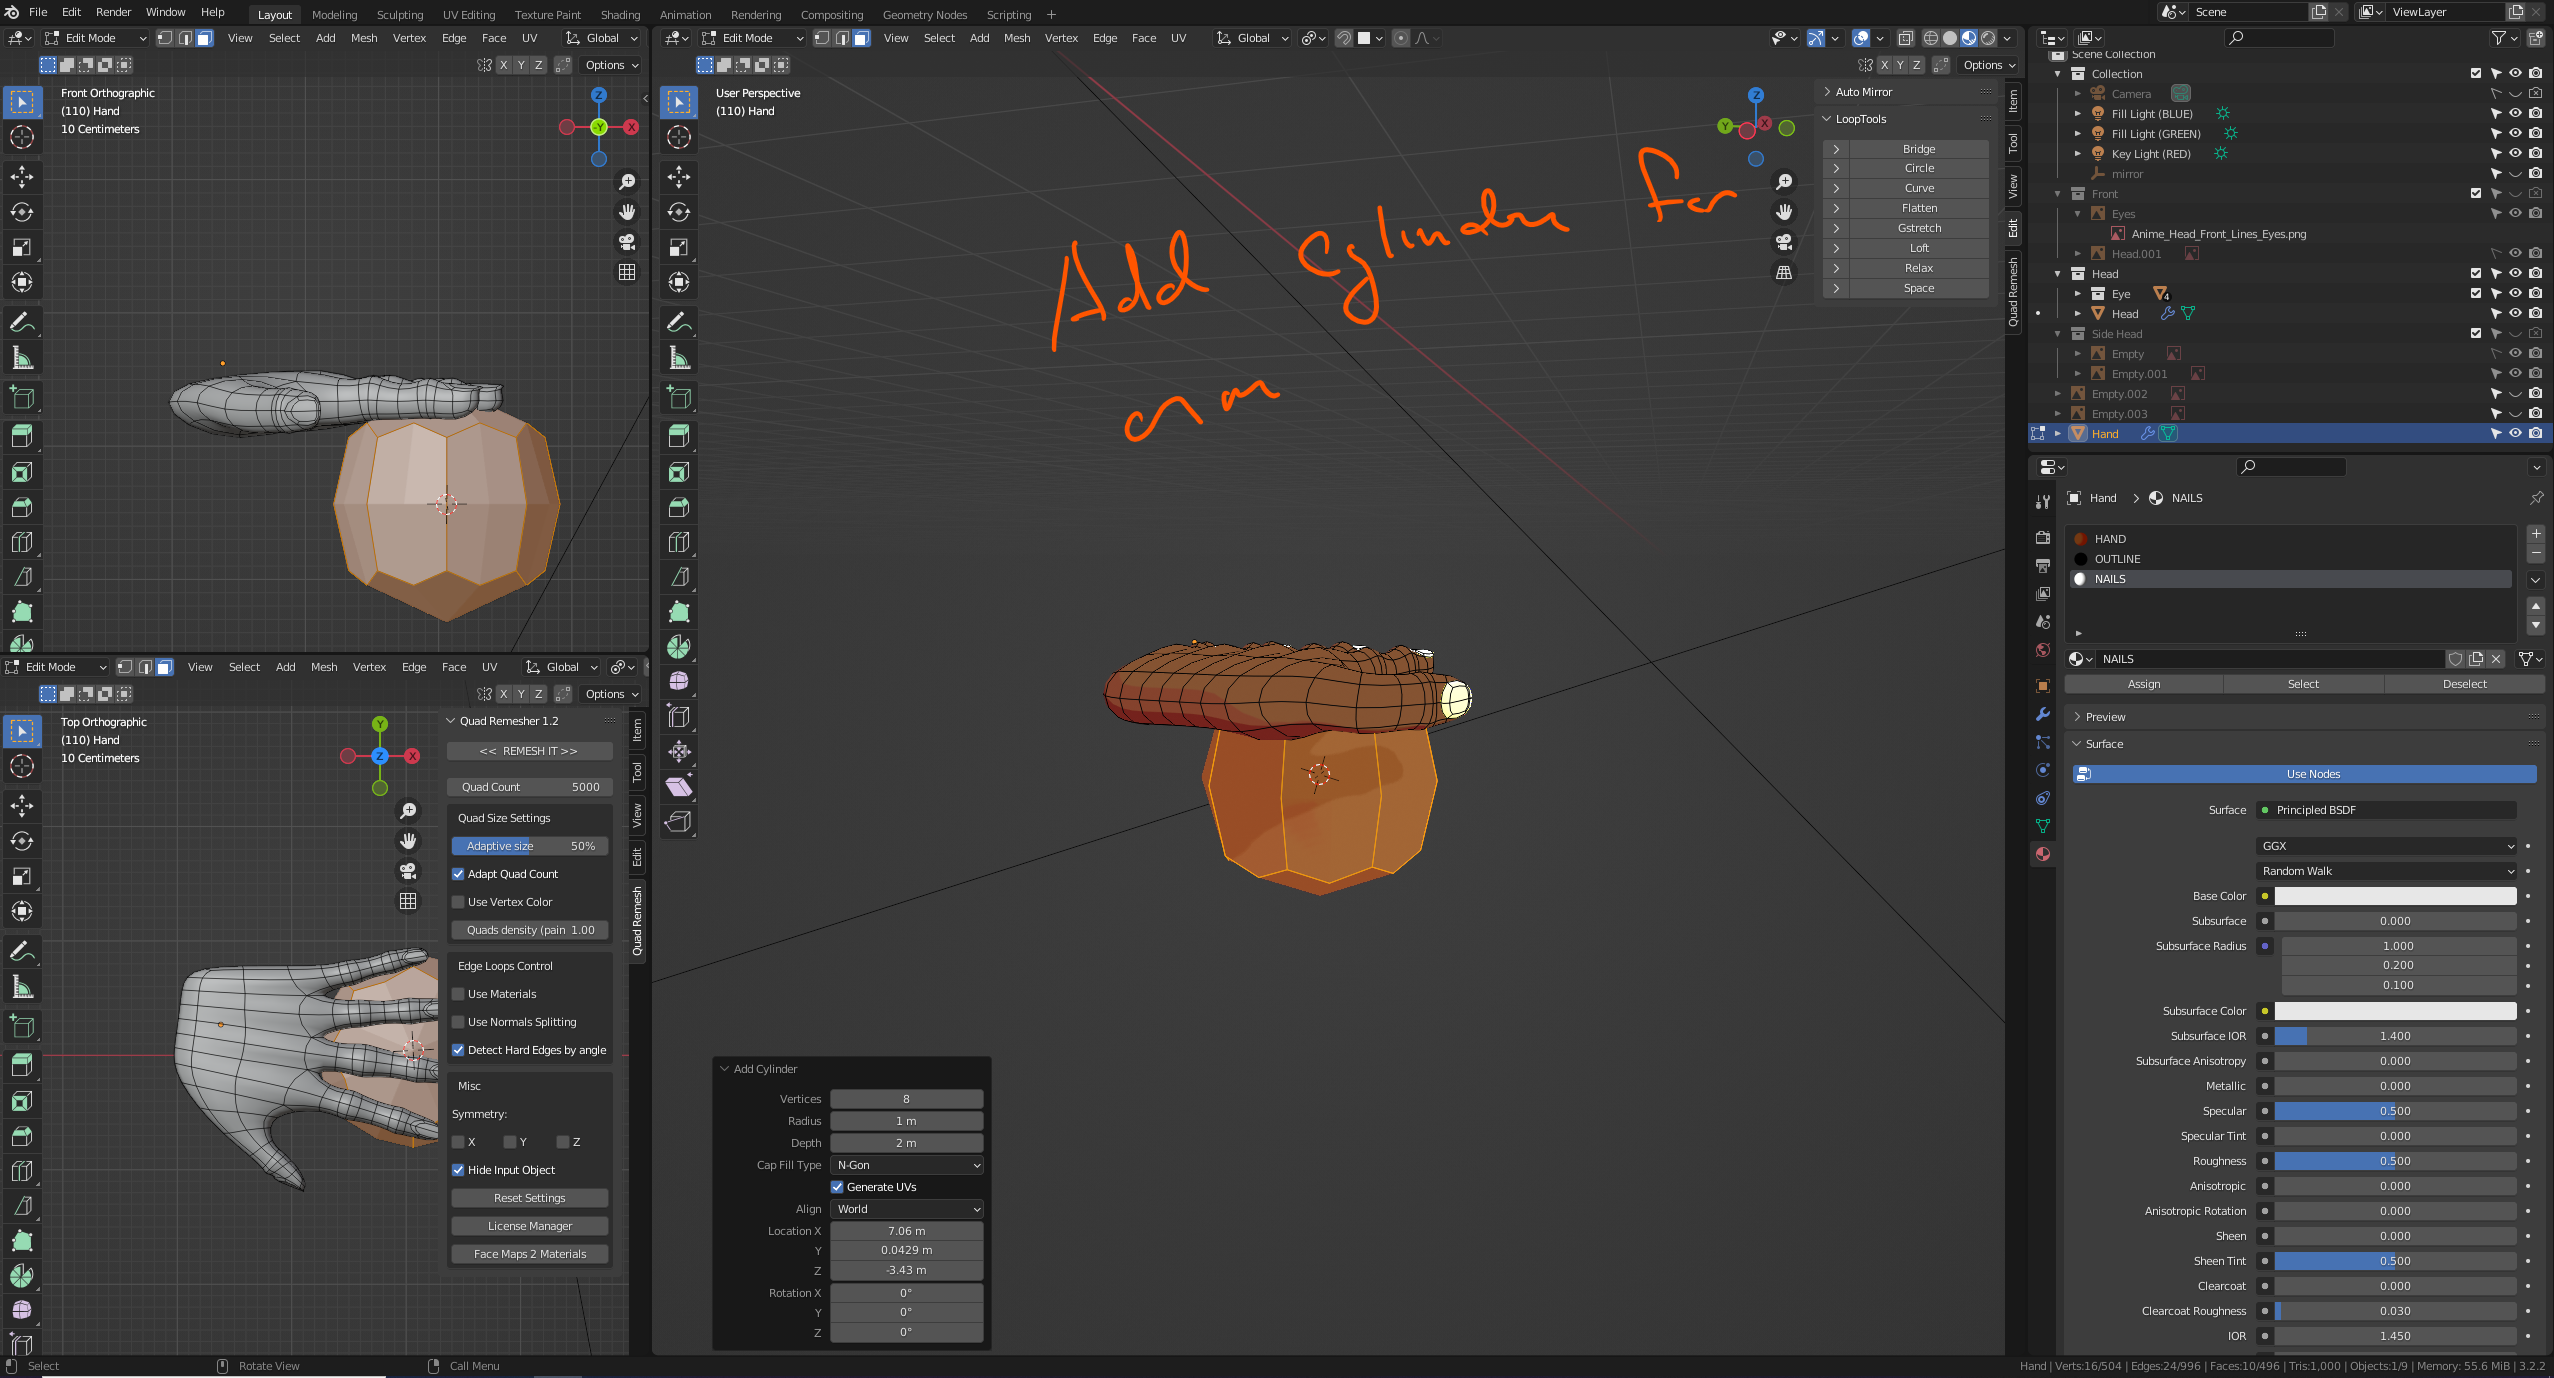 File Edit Render Window Help Layout Modeling Sculpting UV Editing Texture Paint Shading Animation Rendering Compositing Geometry Nodes Scripting + Scene ViewLayer
Edit Mode View Select Add Mesh Vertex Edge Face UV Global
X Y Z Options
Front Orthographic
(110) Hand
10 Centimeters
Z
-Y X
Edit Mode View Select Add Mesh Vertex Edge Face UV Global
X Y Z Options
Top Orthographic
(110) Hand
10 Centimeters
Y
Z X
Quad Remesher 1.2
<< REMESH IT >>
Quad Count 5000
Quad Size Settings
Adaptive size 50%
Adapt Quad Count
Use Vertex Color
Quads density (pain 1.00
Edge Loops Control
Use Materials
Use Normals Splitting
Detect Hard Edges by angle
Misc
Symmetry:
X Y Z
Hide Input Object
Reset Settings
License Manager
Face Maps 2 Materials
Item
Tool
View
Edit
Quad Remesh
Edit Mode View Select Add Mesh Vertex Edge Face UV Global
X Y Z Options
User Perspective
(110) Hand
Z
Y X
Add Cylinder for
arm
Auto Mirror
LoopTools
Bridge
Circle
Curve
Flatten
Gstretch
Loft
Relax
Space
Item
Tool
View
Edit
Quad Remesh
Add Cylinder
Vertices 8
Radius 1 m
Depth 2 m
Cap Fill Type N-Gon
Generate UVs
Align World
Location X 7.06 m
Y 0.0429 m
Z -3.43 m
Rotation X 0°
Y 0°
Z 0°
Scene Collection
Collection
Camera
Fill Light (BLUE)
Fill Light (GREEN)
Key Light (RED)
mirror
Front
Eyes
Anime_Head_Front_Lines_Eyes.png
Head.001
Head
Eye 4
Head
Side Head
Empty
Empty.001
Empty.002
Empty.003
Hand
Hand > NAILS
HAND
OUTLINE
NAILS
NAILS
Assign Select Deselect
Preview
Surface
Use Nodes
Surface Principled BSDF
GGX
Random Walk
Base Color
Subsurface 0.000
Subsurface Radius 1.000
0.200
0.100
Subsurface Color
Subsurface IOR 1.400
Subsurface Anisotropy 0.000
Metallic 0.000
Specular 0.500
Specular Tint 0.000
Roughness 0.500
Anisotropic 0.000
Anisotropic Rotation 0.000
Sheen 0.000
Sheen Tint 0.500
Clearcoat 0.000
Clearcoat Roughness 0.030
IOR 1.450
Select Rotate View Call Menu Hand | Verts:16/504 | Edges:24/996 | Faces:10/496 | Tris:1,000 | Objects:1/9 | Memory: 55.6 MiB | 3.2.2